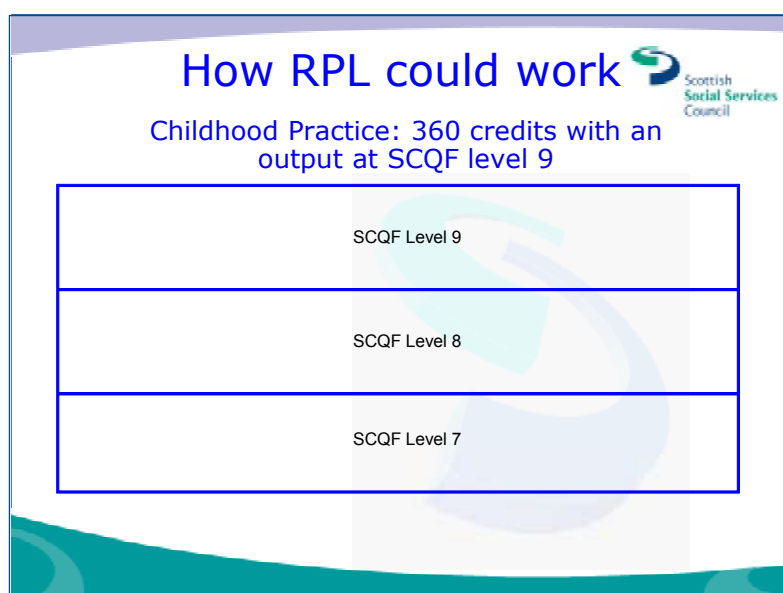 How RPL could work
Scottish
Social Services
Council
Childhood Practice: 360 credits with an
output at SCQF level 9
SCQF Level 9
SCQF Level 8
SCQF Level 7